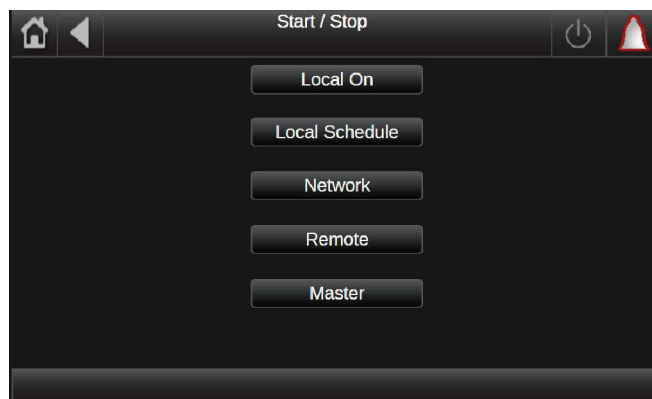 Start / Stop
Local On
Local Schedule
Network
Remote
Master